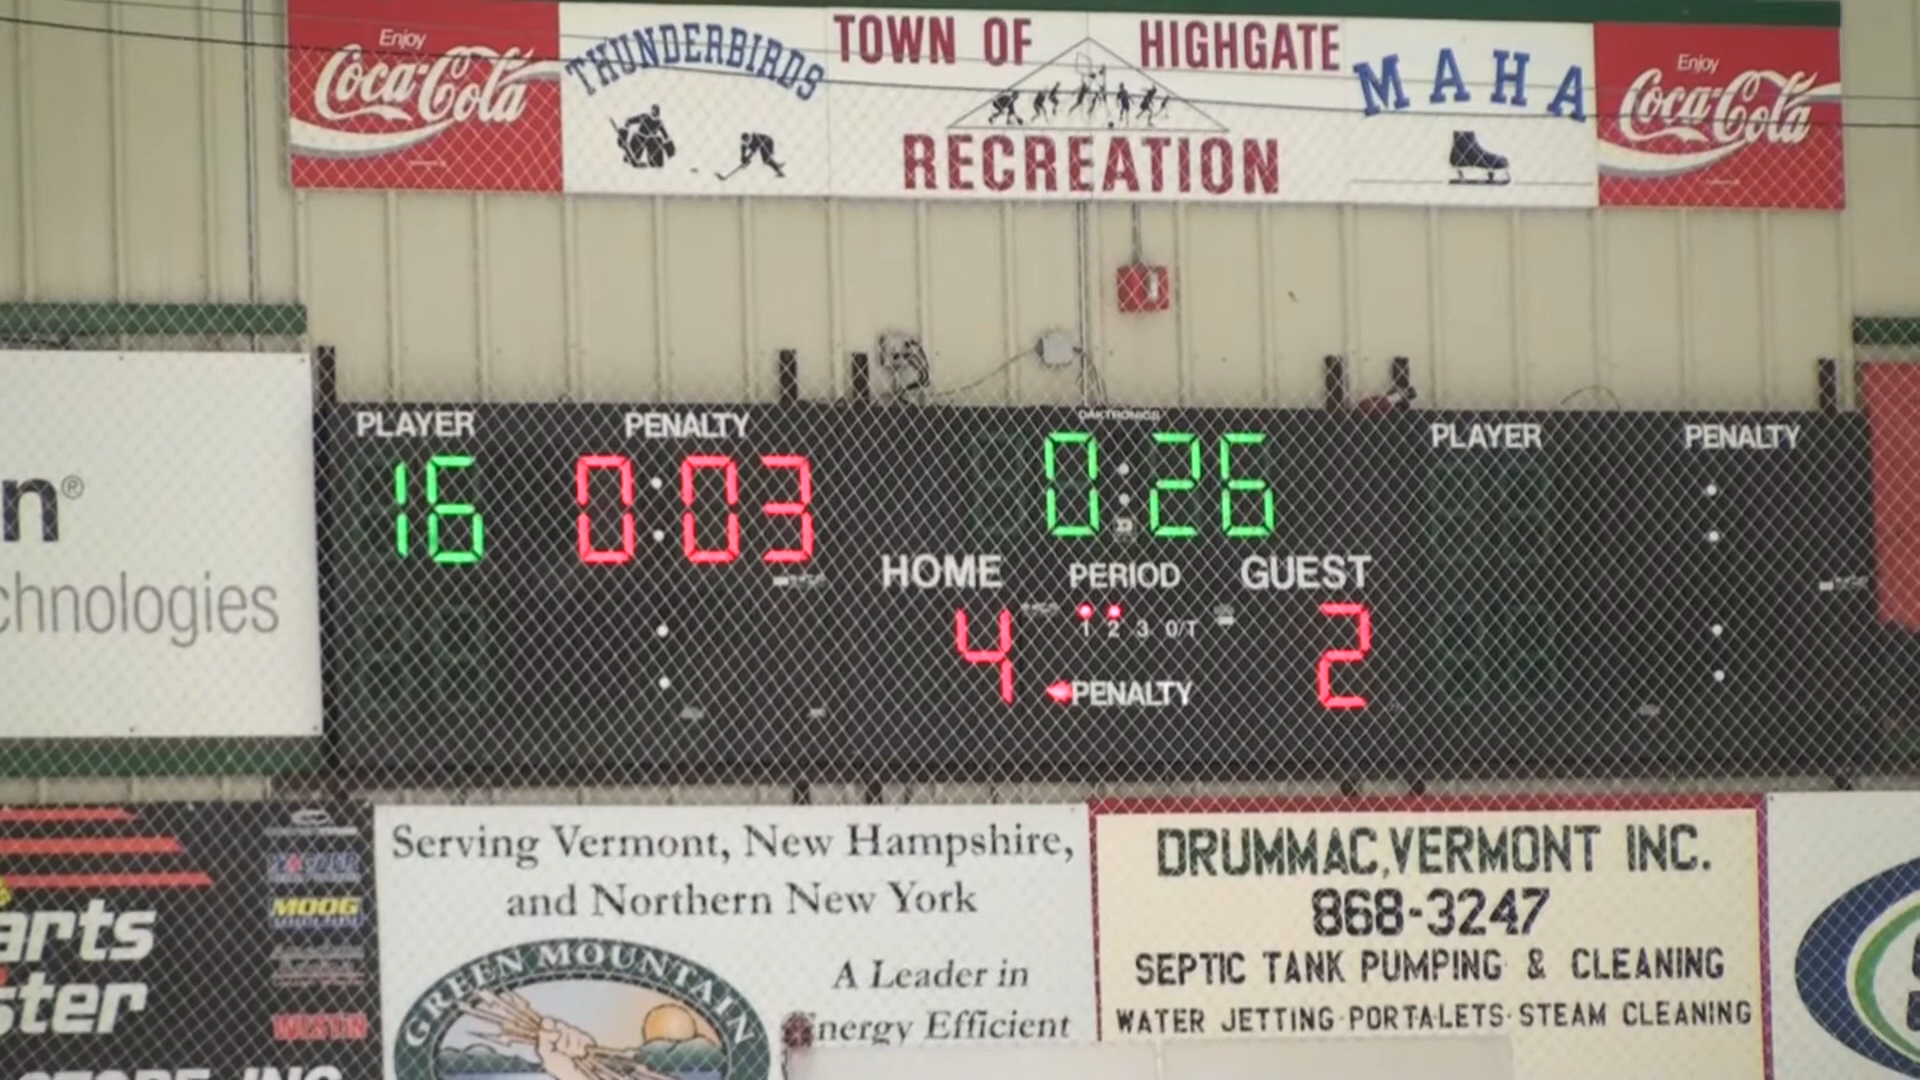 Enjoy
Coca-Cola
THUNDERBIRDS
TOWN OF HIGHGATE
RECREATION
MAHA
Enjoy
Coca-Cola
DAKTRONICS
PLAYER
PENALTY
16
0:03
0:26
PLAYER
PENALTY
HOME
PERIOD
GUEST
4
1 2 3 O/T
2
PENALTY
n®
chnologies
arts
ster
MOOG
STORE, INC
Serving Vermont, New Hampshire,
and Northern New York
GREEN MOUNTAIN
A Leader in
Energy Efficient
DRUMMAC, VERMONT INC.
868-3247
SEPTIC TANK PUMPING & CLEANING
WATER JETTING·PORTALETS·STEAM CLEANING